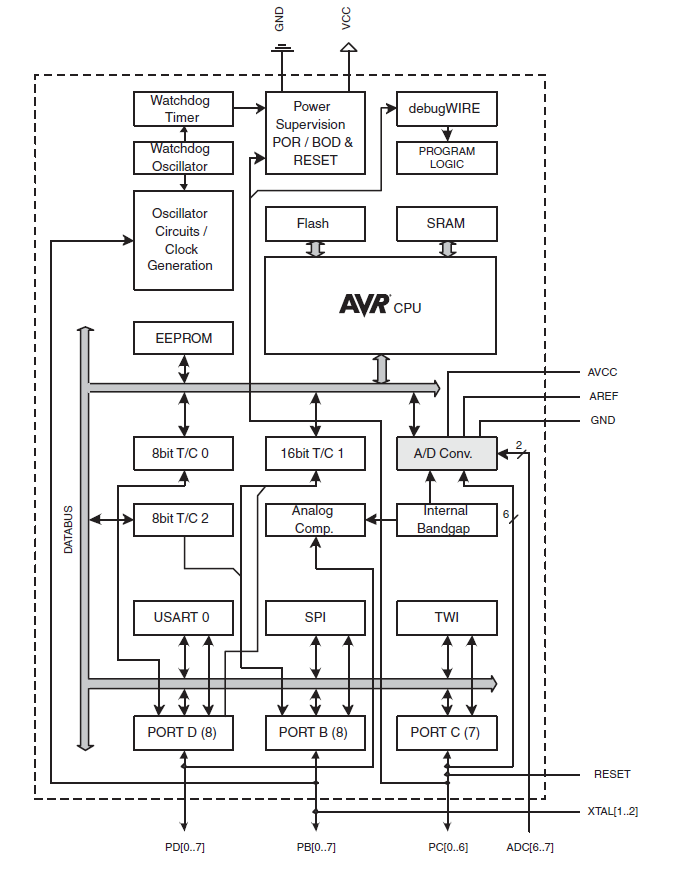 GND
VCC
Watchdog
Timer
Power
Supervision
POR / BOD &
RESET
debugWIRE
Watchdog
Oscillator
PROGRAM
LOGIC
Oscillator
Circuits /
Clock
Generation
Flash
SRAM
AVR® CPU
EEPROM
AVCC
AREF
GND
8bit T/C 0
16bit T/C 1
A/D Conv.
2
8bit T/C 2
Analog
Comp.
Internal
Bandgap
6
DATABUS
USART 0
SPI
TWI
PORT D (8)
PORT B (8)
PORT C (7)
RESET
XTAL[1..2]
PD[0..7]
PB[0..7]
PC[0..6]
ADC[6..7]